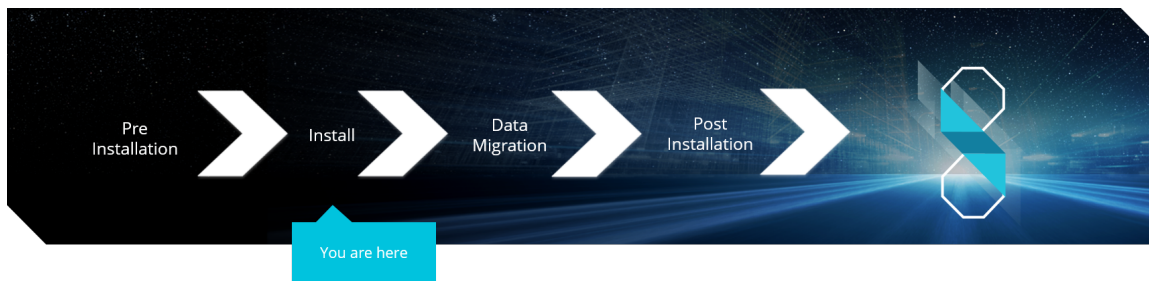 Pre
Installation
Install
Data
Migration
Post
Installation
You are here